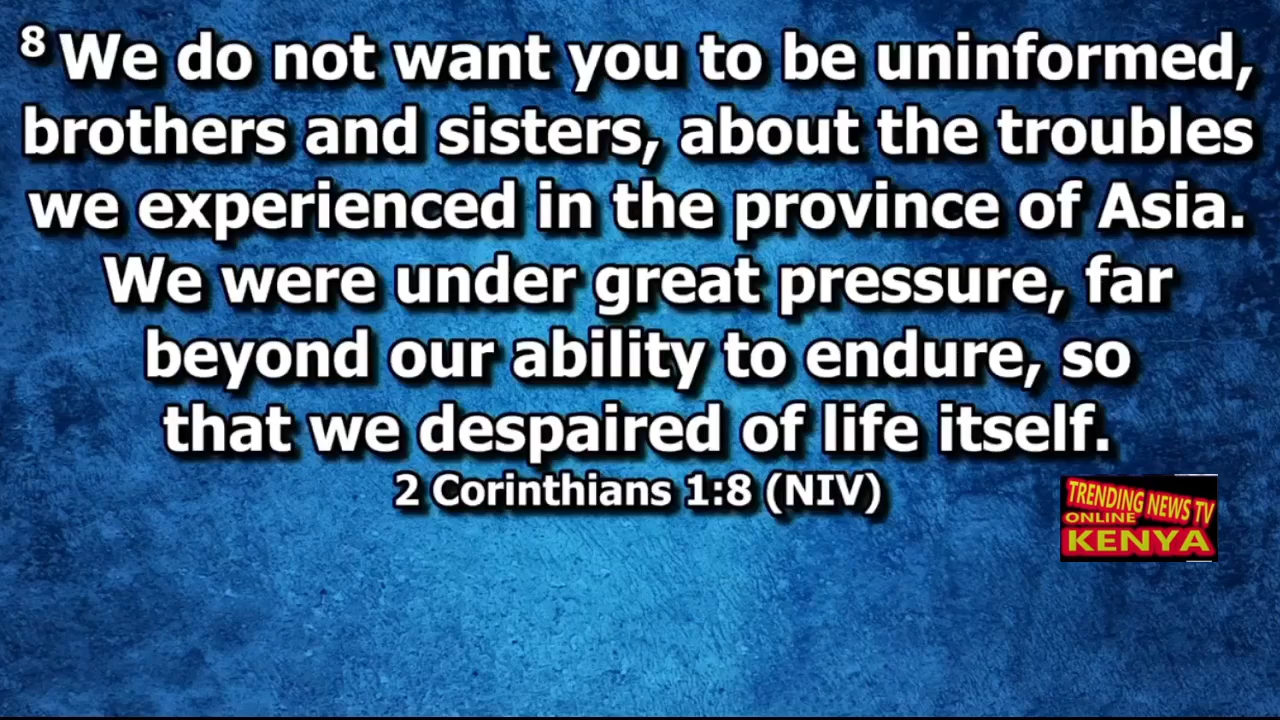 8 We do not want you to be uninformed,
brothers and sisters, about the troubles
we experienced in the province of Asia.
We were under great pressure, far
beyond our ability to endure, so
that we despaired of life itself.
2 Corinthians 1:8 (NIV)
TRENDING NEWS TV
ONLINE
KENYA